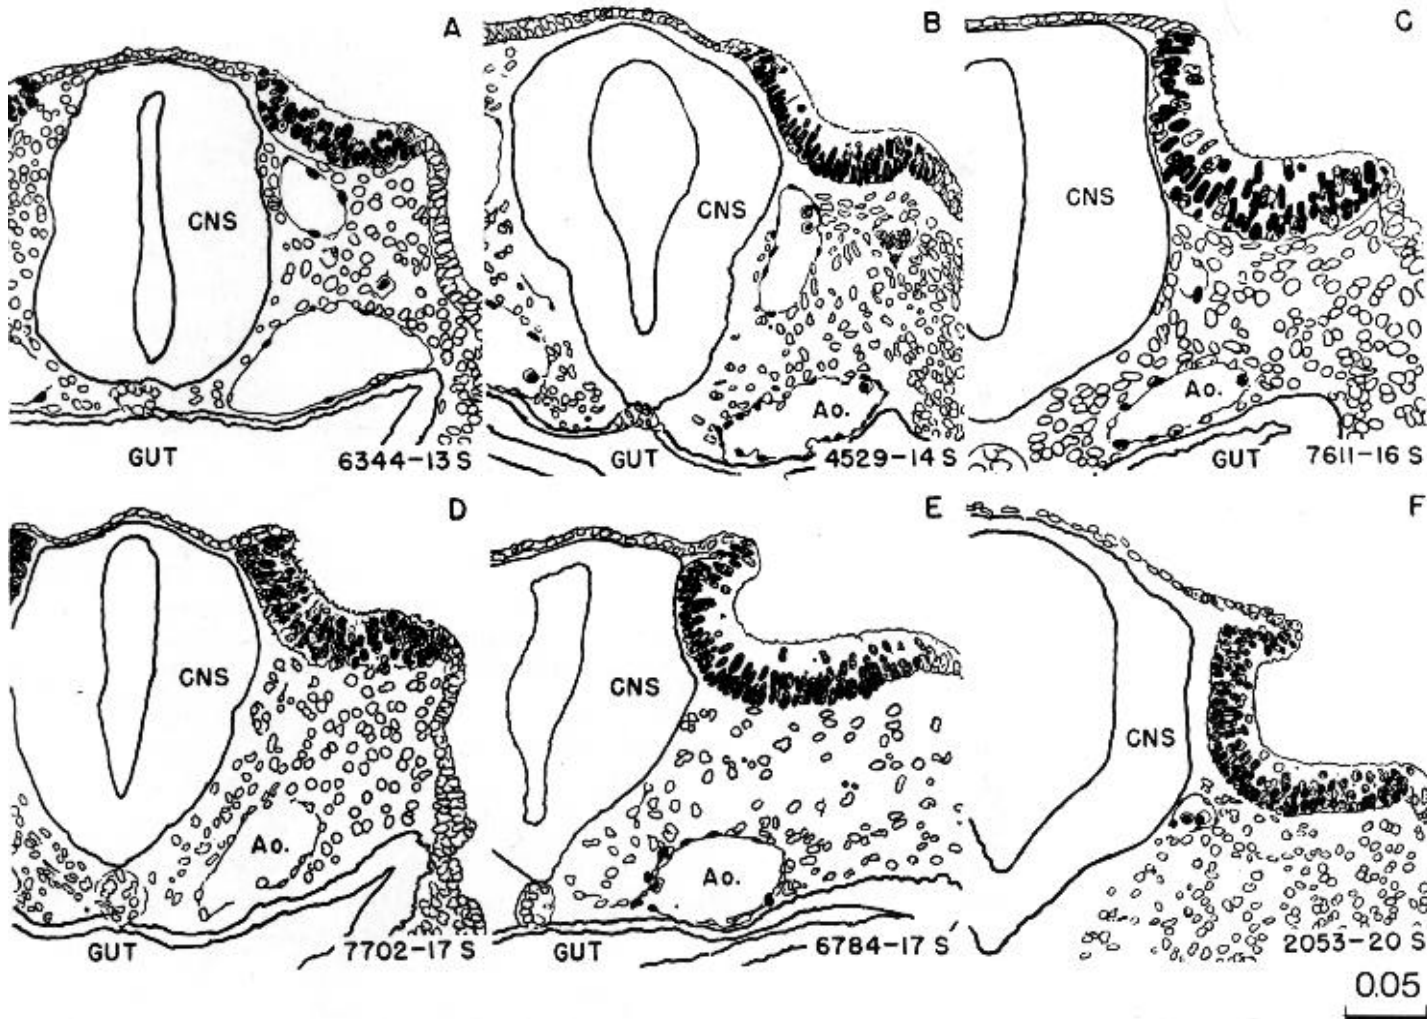 A
B
C
CNS
CNS
CNS
Ao.
Ao.
GUT
6344-13 S
GUT
4529-14 S
GUT
7611-16 S
D
E
F
CNS
CNS
CNS
Ao.
Ao.
GUT
7702-17 S
GUT
6784-17 S
2053-20 S
0.05